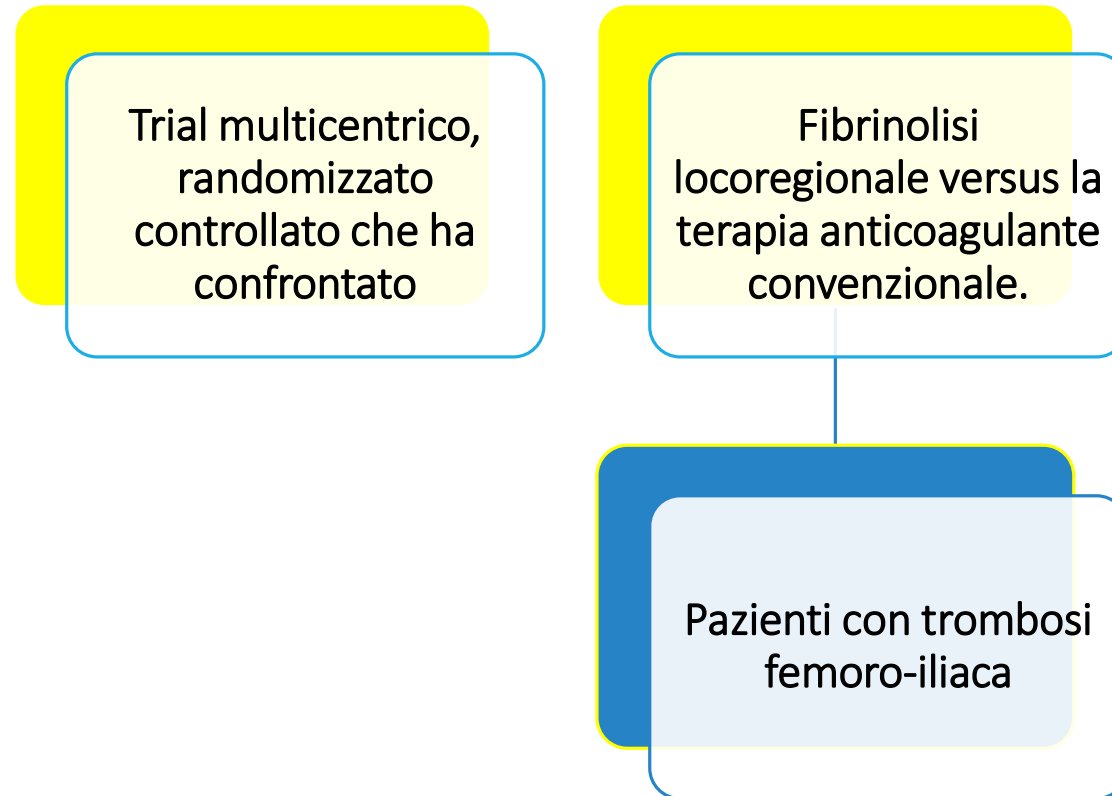 Trial multicentrico,
randomizzato
controllato che ha
confrontato
Fibrinolisi
locoregionale versus la
terapia anticoagulante
convenzionale.
Pazienti con trombosi
femoro-iliaca